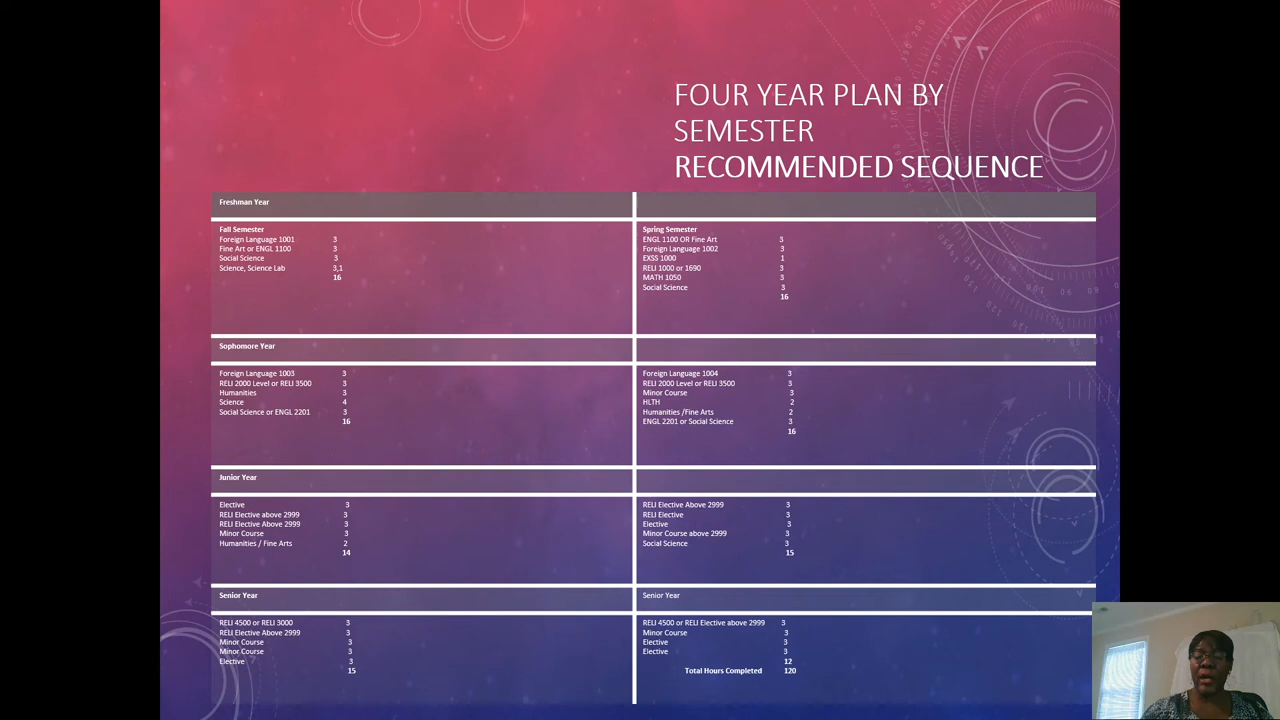 FOUR YEAR PLAN BY
SEMESTER
RECOMMENDED SEQUENCE
Freshman Year
Fall Semester
Foreign Language 1001 3
Fine Art or ENGL 1100 3
Social Science 3
Science, Science Lab 3,1
16
Spring Semester
ENGL 1100 OR Fine Art 3
Foreign Language 1002 3
EXSS 1000 1
RELI 1000 or 1690 3
MATH 1050 3
Social Science 3
16
Sophomore Year
Foreign Language 1003 3
RELI 2000 Level or RELI 3500 3
Humanities 3
Science 4
Social Science or ENGL 2201 3
16
Foreign Language 1004 3
RELI 2000 Level or RELI 3500 3
Minor Course 3
HLTH 2
Humanities /Fine Arts 2
ENGL 2201 or Social Science 3
16
Junior Year
Elective 3
RELI Elective above 2999 3
RELI Elective Above 2999 3
Minor Course 3
Humanities / Fine Arts 2
14
RELI Elective Above 2999 3
RELI Elective 3
Elective 3
Minor Course above 2999 3
Social Science 3
15
Senior Year
Senior Year
RELI 4500 or RELI 3000 3
RELI Elective Above 2999 3
Minor Course 3
Minor Course 3
Elective 3
15
RELI 4500 or RELI Elective above 2999 3
Minor Course 3
Elective 3
Elective 3
12
Total Hours Completed 120